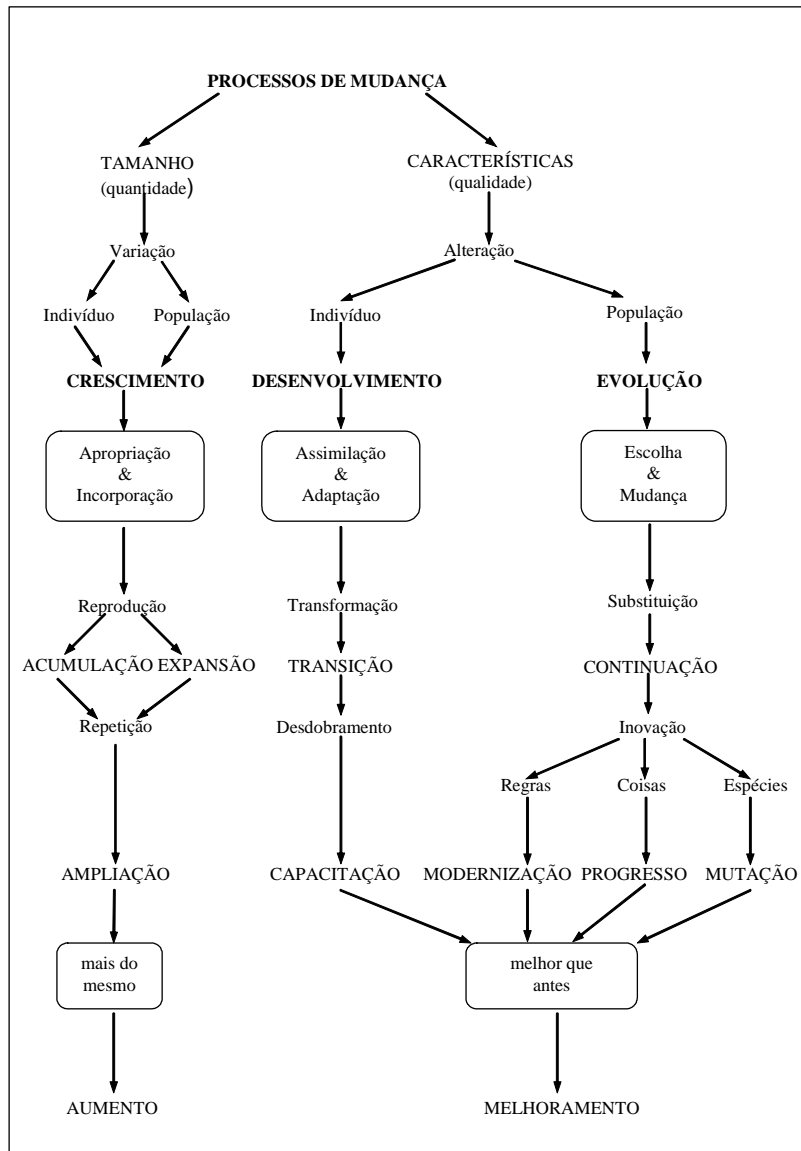 PROCESSOS DE MUDANÇA
TAMANHO
(quantidade)
CARACTERÍSTICAS
(qualidade)
Variação
Alteração
Indivíduo
População
Indivíduo
População
CRESCIMENTO
DESENVOLVIMENTO
EVOLUÇÃO
Apropriação
&
Incorporação
Assimilação
&
Adaptação
Escolha
&
Mudança
Reprodução
Transformação
Substituição
ACUMULAÇÃO EXPANSÃO
TRANSIÇÃO
CONTINUAÇÃO
Repetição
Desdobramento
Inovação
Regras
Coisas
Espécies
AMPLIAÇÃO
CAPACITAÇÃO
MODERNIZAÇÃO
PROGRESSO
MUTAÇÃO
mais do
mesmo
melhor que
antes
AUMENTO
MELHORAMENTO